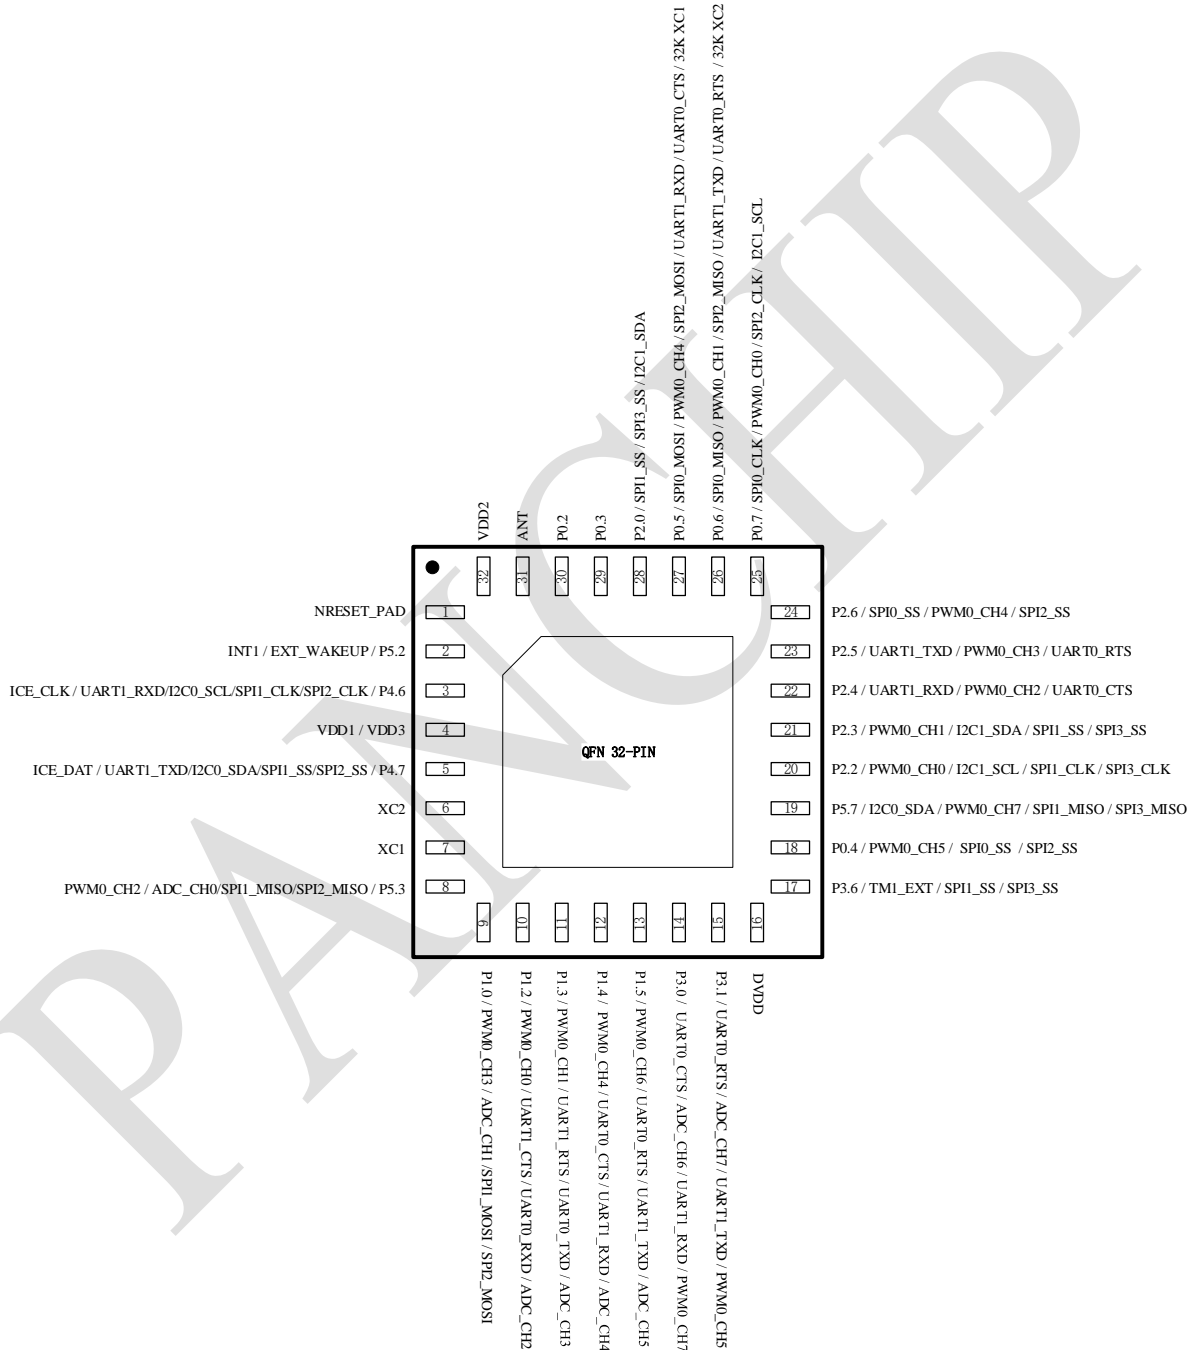 PANCHIP
VDD2
ANT
P0.2
P0.3
P2.0 / SPI1_SS / SPI3_SS / I2C1_SDA
P0.5 / SPI0_MOSI / PWM0_CH4 / SPI2_MOSI / UART1_RXD / UART0_CTS / 32K XC1
P0.6 / SPI0_MISO / PWM0_CH1 / SPI2_MISO / UART1_TXD / UART0_RTS / 32K XC2
P0.7 / SPI0_CLK / PWM0_CH0 / SPI2_CLK / I2C1_SCL
32
31
30
29
28
27
26
25
NRESET_PAD
1
INT1 / EXT_WAKEUP / P5.2
2
ICE_CLK / UART1_RXD/I2C0_SCL/SPI1_CLK/SPI2_CLK / P4.6
3
VDD1 / VDD3
4
ICE_DAT / UART1_TXD/I2C0_SDA/SPI1_SS/SPI2_SS / P4.7
5
XC2
6
XC1
7
PWM0_CH2 / ADC_CH0/SPI1_MISO/SPI2_MISO / P5.3
8
QFN 32-PIN
24
P2.6 / SPI0_SS / PWM0_CH4 / SPI2_SS
23
P2.5 / UART1_TXD / PWM0_CH3 / UART0_RTS
22
P2.4 / UART1_RXD / PWM0_CH2 / UART0_CTS
21
P2.3 / PWM0_CH1 / I2C1_SDA / SPI1_SS / SPI3_SS
20
P2.2 / PWM0_CH0 / I2C1_SCL / SPI1_CLK / SPI3_CLK
19
P5.7 / I2C0_SDA / PWM0_CH7 / SPI1_MISO / SPI3_MISO
18
P0.4 / PWM0_CH5 / SPI0_SS / SPI2_SS
17
P3.6 / TM1_EXT / SPI1_SS / SPI3_SS
9
10
11
12
13
14
15
16
P1.0 / PWM0_CH3 / ADC_CH1 /SPI1_MOSI / SPI2_MOSI
P1.2 / PWM0_CH0 / UART1_CTS / UART0_RXD / ADC_CH2
P1.3 / PWM0_CH1 / UART1_RTS / UART0_TXD / ADC_CH3
P1.4 / PWM0_CH4 / UART0_CTS / UART1_RXD / ADC_CH4
P1.5 / PWM0_CH6 / UART0_RTS / UART1_TXD / ADC_CH5
P3.0 / UART0_CTS / ADC_CH6 / UART1_RXD / PWM0_CH7
P3.1 / UART0_RTS / ADC_CH7 / UART1_TXD / PWM0_CH5
DVDD